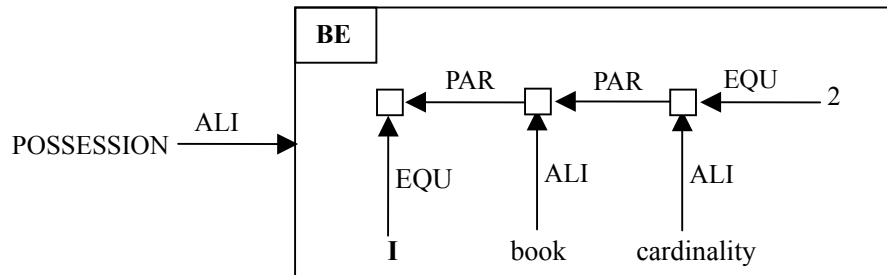 BE
PAR PAR EQU 2
POSSESSION ALI
EQU ALI ALI
I book cardinality